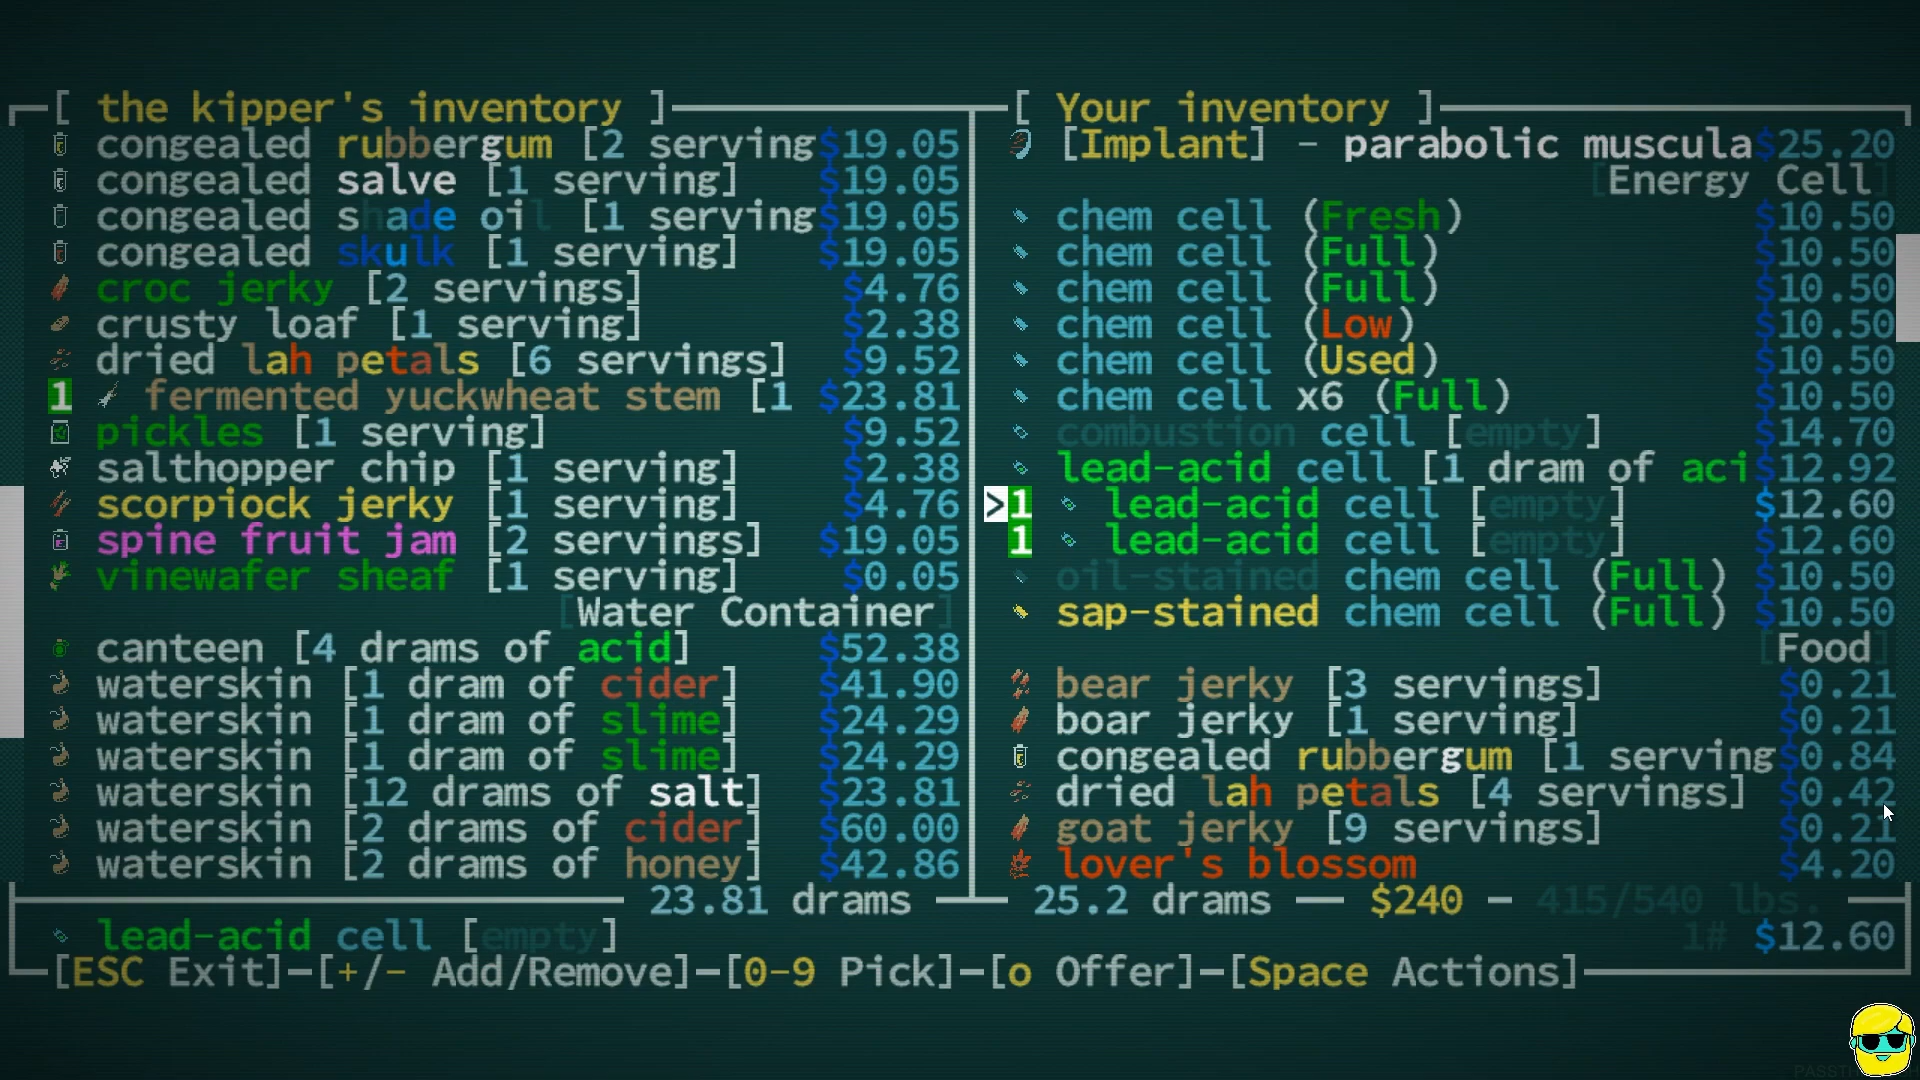 [ the kipper's inventory ]
congealed rubbergum [2 serving $19.05
congealed salve [1 serving] $19.05
congealed shade oil [1 serving $19.05
congealed skulk [1 serving] $19.05
croc jerky [2 servings] $4.76
crusty loaf [1 serving] $2.38
dried lah petals [6 servings] $9.52
1 fermented yuckwheat stem [1 $23.81
pickles [1 serving] $9.52
salthopper chip [1 serving] $2.38
scorpiock jerky [1 serving] $4.76
spine fruit jam [2 servings] $19.05
vinewafer sheaf [1 serving] $0.05
[Water Container]
canteen [4 drams of acid] $52.38
waterskin [1 dram of cider] $41.90
waterskin [1 dram of slime] $24.29
waterskin [1 dram of slime] $24.29
waterskin [12 drams of salt] $23.81
waterskin [2 drams of cider] $60.00
waterskin [2 drams of honey] $42.86
23.81 drams
[ Your inventory ]
[Implant] - parabolic muscula $25.20
[Energy Cell]
chem cell (Fresh) $10.50
chem cell (Full) $10.50
chem cell (Full) $10.50
chem cell (Low) $10.50
chem cell (Used) $10.50
chem cell x6 (Full) $10.50
combustion cell [empty] $14.70
lead-acid cell [1 dram of aci $12.92
>1 lead-acid cell [empty] $12.60
1 lead-acid cell [empty] $12.60
oil-stained chem cell (Full) $10.50
sap-stained chem cell (Full) $10.50
[Food]
bear jerky [3 servings] $0.21
boar jerky [1 serving] $0.21
congealed rubbergum [1 serving $0.84
dried lah petals [4 servings] $0.42
goat jerky [9 servings] $0.21
lover's blossom $4.20
25.2 drams — $240 — 415/540 lbs.
lead-acid cell [empty] 1# $12.60
[ESC Exit]-[+/- Add/Remove]-[0-9 Pick]-[o Offer]-[Space Actions]